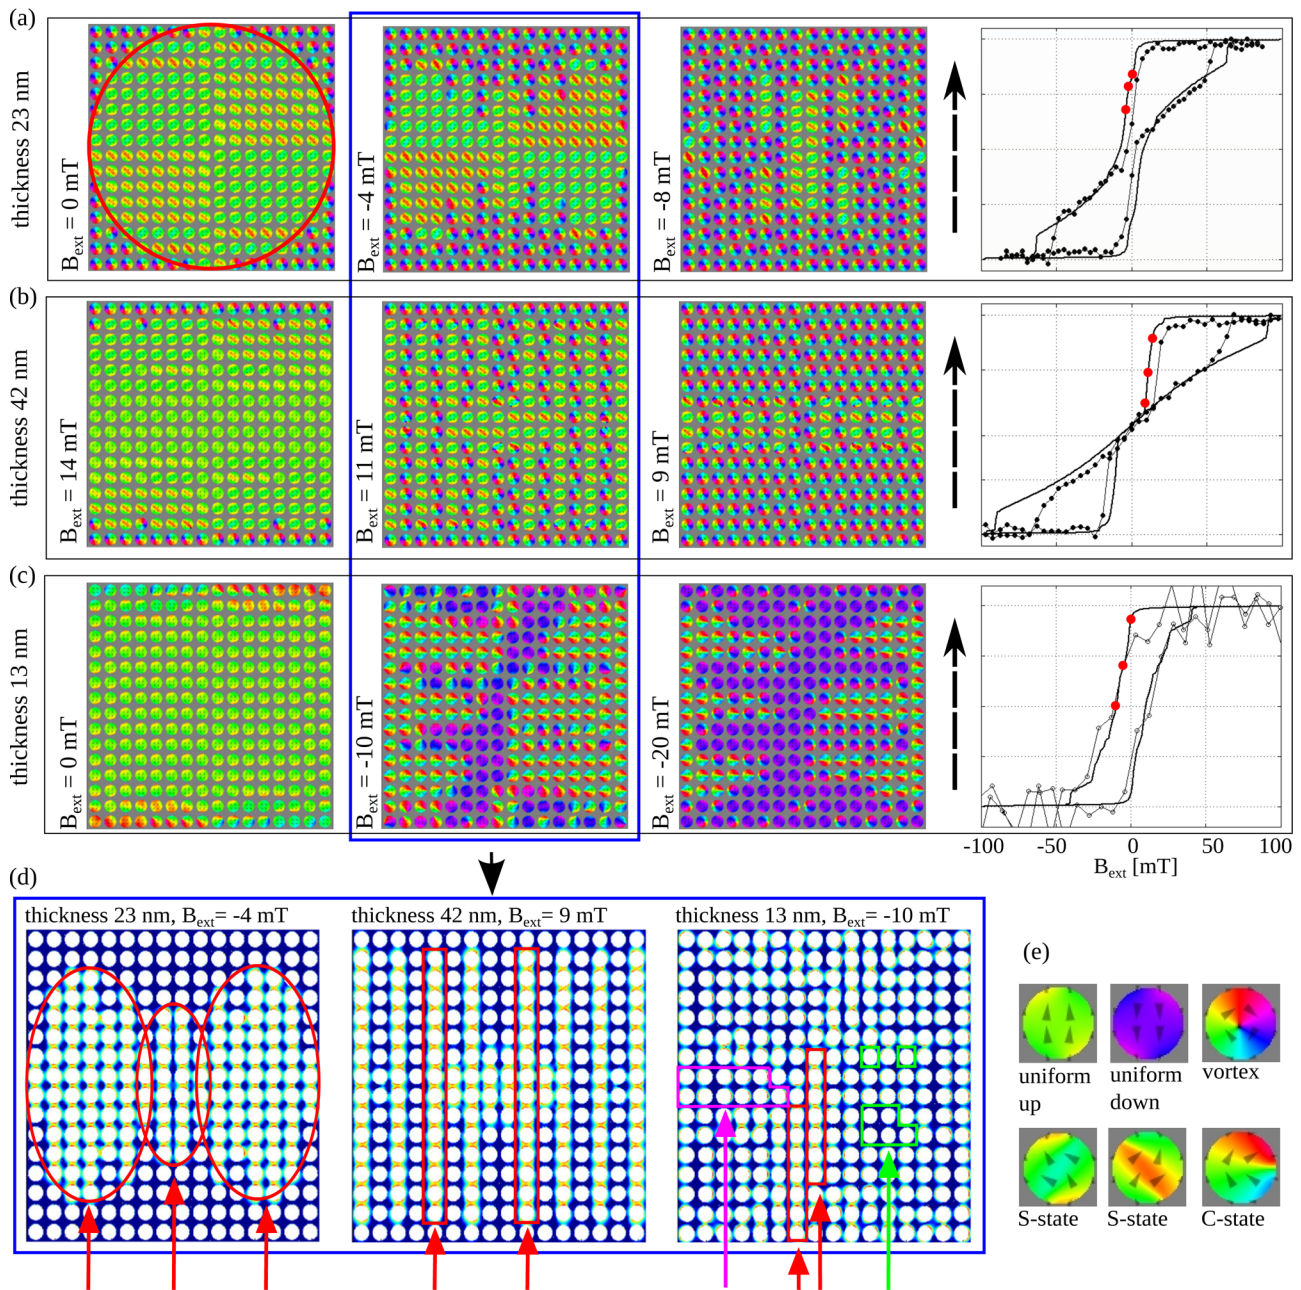 (a)
thickness 23 nm
B_ext = 0 mT
B_ext = -4 mT
B_ext = -8 mT
(b)
thickness 42 nm
B_ext = 14 mT
B_ext = 11 mT
B_ext = 9 mT
(c)
thickness 13 nm
B_ext = 0 mT
B_ext = -10 mT
B_ext = -20 mT
-100 -50 0 50 100
B_ext [mT]
(d)
thickness 23 nm, B_ext= -4 mT
thickness 42 nm, B_ext= 9 mT
thickness 13 nm, B_ext= -10 mT
(e)
uniform up
uniform down
vortex
S-state
S-state
C-state